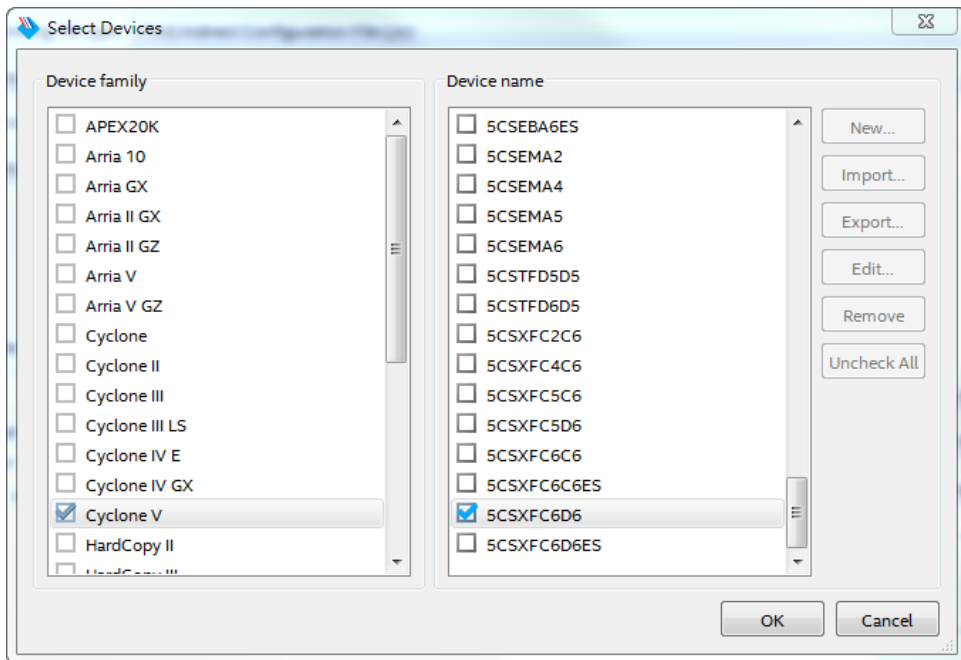 Select Devices
Device family
APEX20K
Arria 10
Arria GX
Arria II GX
Arria II GZ
Arria V
Arria V GZ
Cyclone
Cyclone II
Cyclone III
Cyclone III LS
Cyclone IV E
Cyclone IV GX
Cyclone V
HardCopy II
Device name
5CSEBA6ES
5CSEMA2
5CSEMA4
5CSEMA5
5CSEMA6
5CSTFD5D5
5CSTFD6D5
5CSXFC2C6
5CSXFC4C6
5CSXFC5C6
5CSXFC5D6
5CSXFC6C6
5CSXFC6C6ES
5CSXFC6D6
5CSXFC6D6ES
New...
Import...
Export...
Edit...
Remove
Uncheck All
OK
Cancel